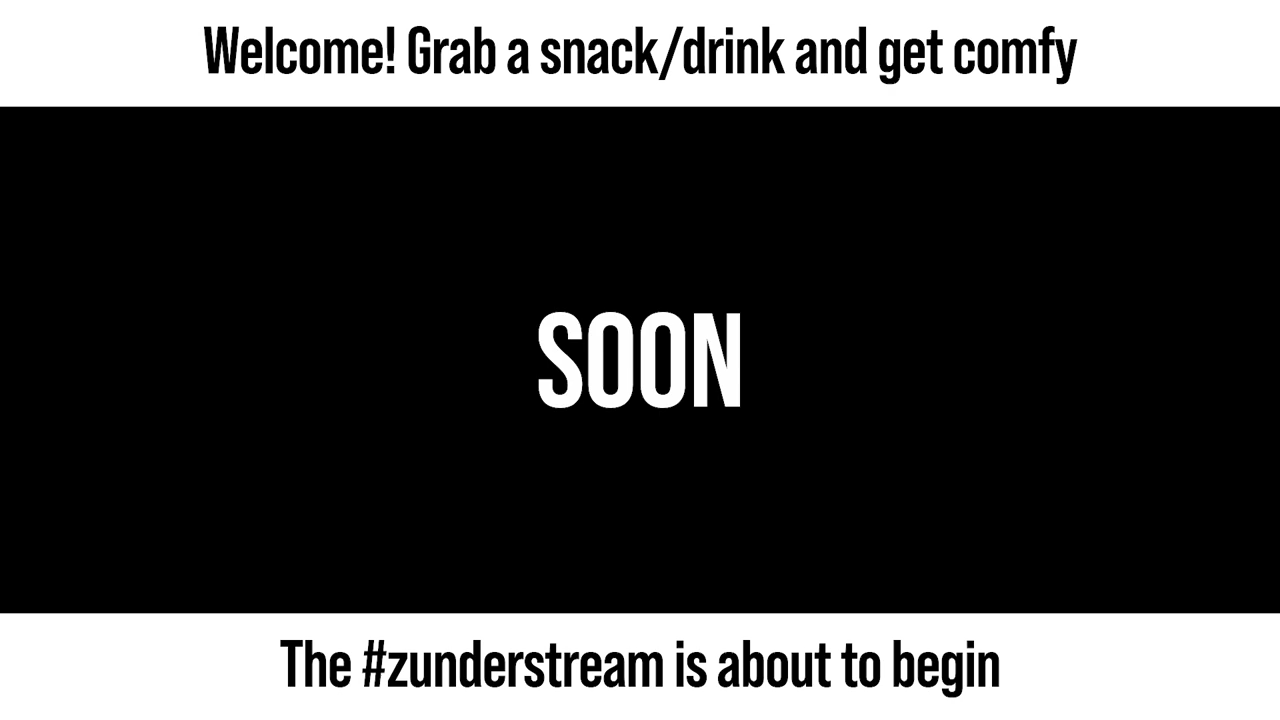 Welcome! Grab a snack/drink and get comfy
SOON
The #zunderstream is about to begin